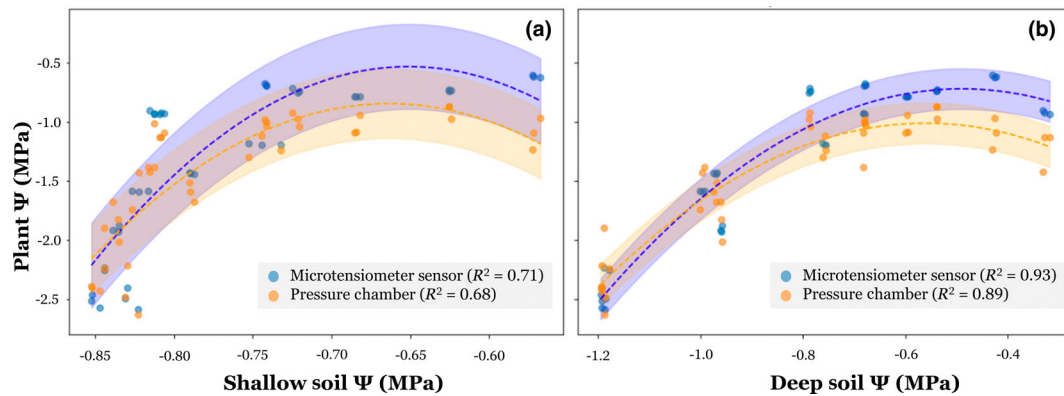 (a)
(b)
Plant Ψ (MPa)
-0.5
-1.0
-1.5
-2.0
-2.5
Microtensiometer sensor (R² = 0.71)
Pressure chamber (R² = 0.68)
Microtensiometer sensor (R² = 0.93)
Pressure chamber (R² = 0.89)
-0.85 -0.80 -0.75 -0.70 -0.65 -0.60
-1.2 -1.0 -0.8 -0.6 -0.4
Shallow soil Ψ (MPa)
Deep soil Ψ (MPa)